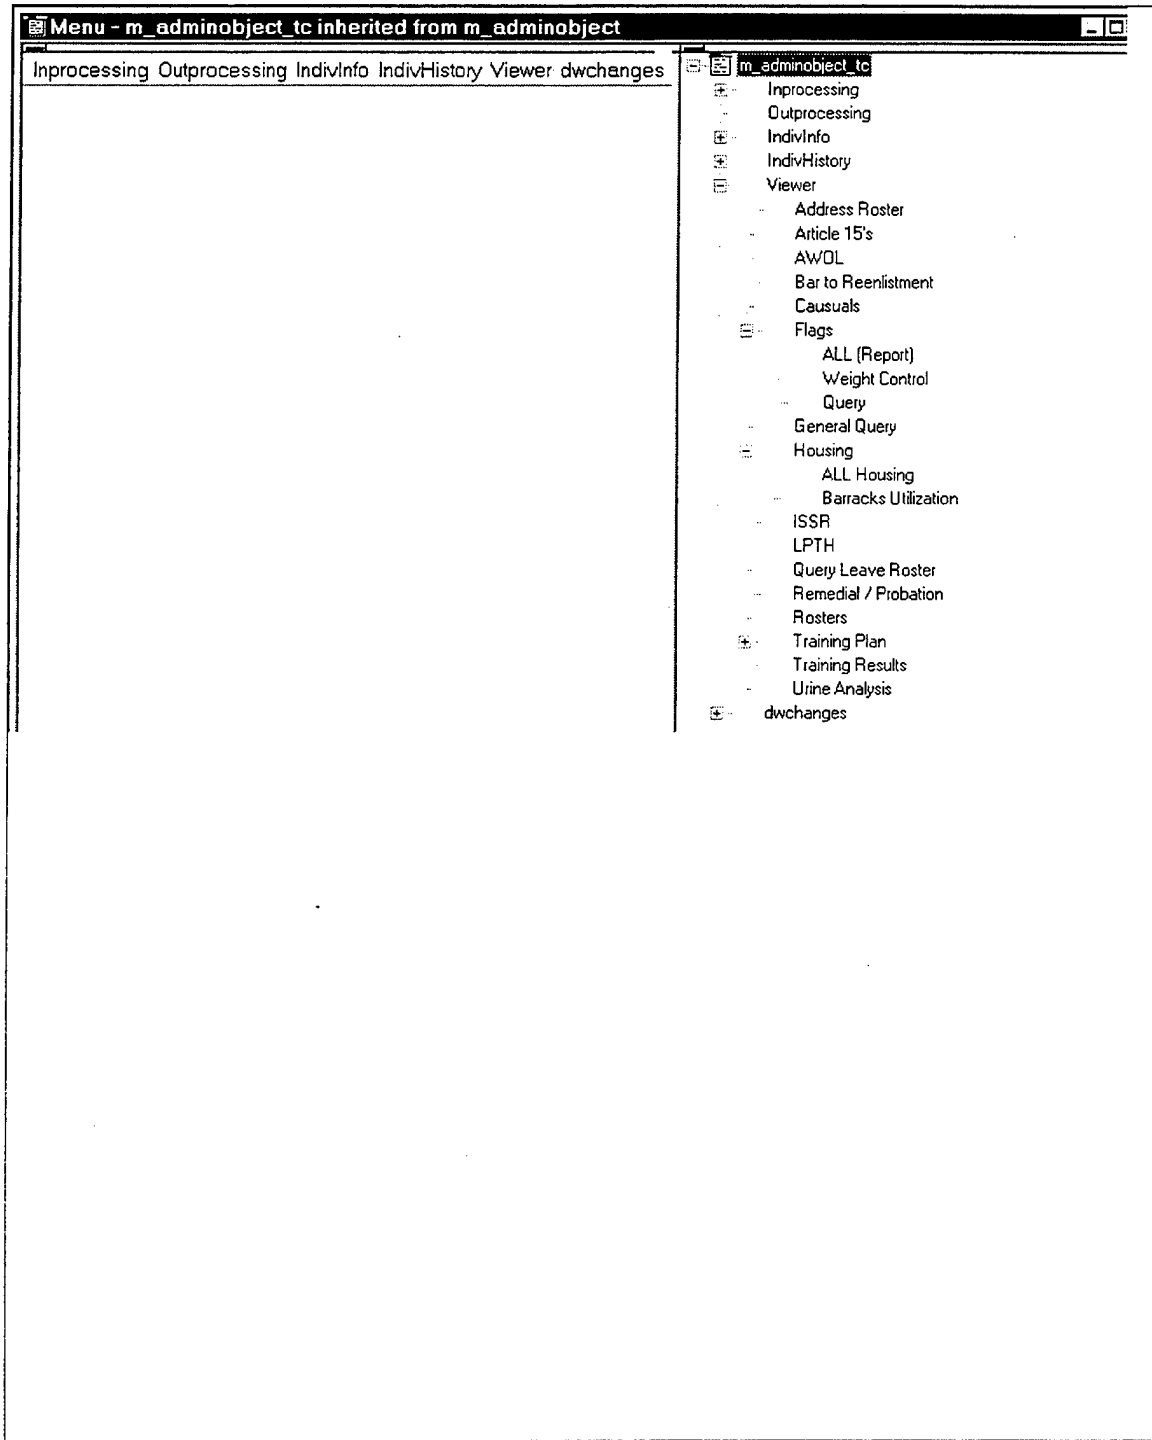 Menu - m_adminobject_tc inherited from m_adminobject
Inprocessing Outprocessing IndivInfo IndivHistory Viewer dwchanges
m_adminobject_tc
Inprocessing
Outprocessing
IndivInfo
IndivHistory
Viewer
Address Roster
Article 15's
AWOL
Bar to Reenlistment
Causuals
Flags
ALL (Report)
Weight Control
Query
General Query
Housing
ALL Housing
Barracks Utilization
ISSR
LPTH
Query Leave Roster
Remedial / Probation
Rosters
Training Plan
Training Results
Urine Analysis
dwchanges